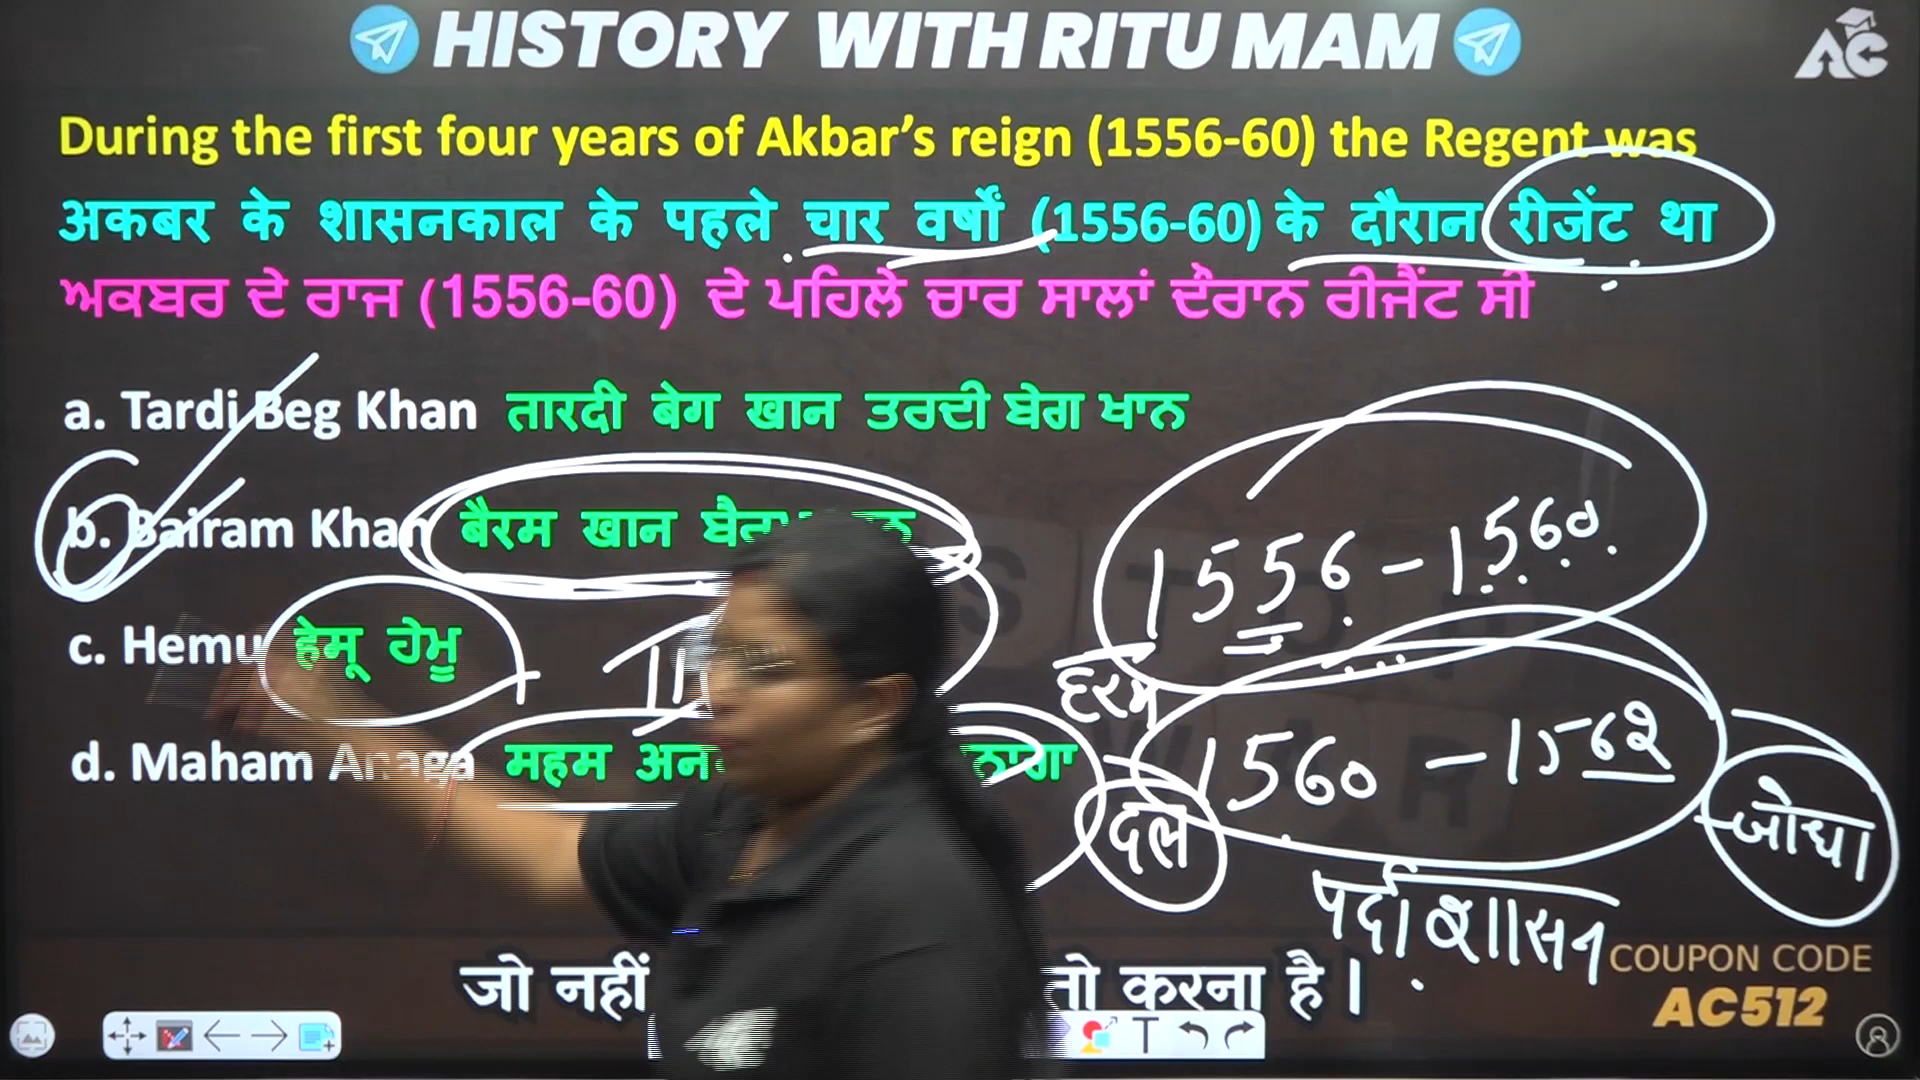 HISTORY WITH RITU MAM
AC
During the first four years of Akbar's reign (1556-60) the Regent was
अकबर के शासनकाल के पहले चार वर्षों (1556-60) के दौरान रीजेंट था
ਅਕਬਰ ਦੇ ਰਾਜ (1556-60) ਦੇ ਪਹਿਲੇ ਚਾਰ ਸਾਲਾਂ ਦੌਰਾਨ ਰੀਜੈਂਟ ਸੀ
a. Tardi Beg Khan तारदी बेग खान ਤਰਦੀ ਬੇਗ ਖਾਨ
b. Bairam Khan बैरम खान
1556-1560
c. Hemu हेमू ਹੇਮੂ
हरम
d. Maham Anaga महम
1560-1562
दल
जोधा
पर्दा शासन
जो नहीं तो करना है।
COUPON CODE
AC512
T